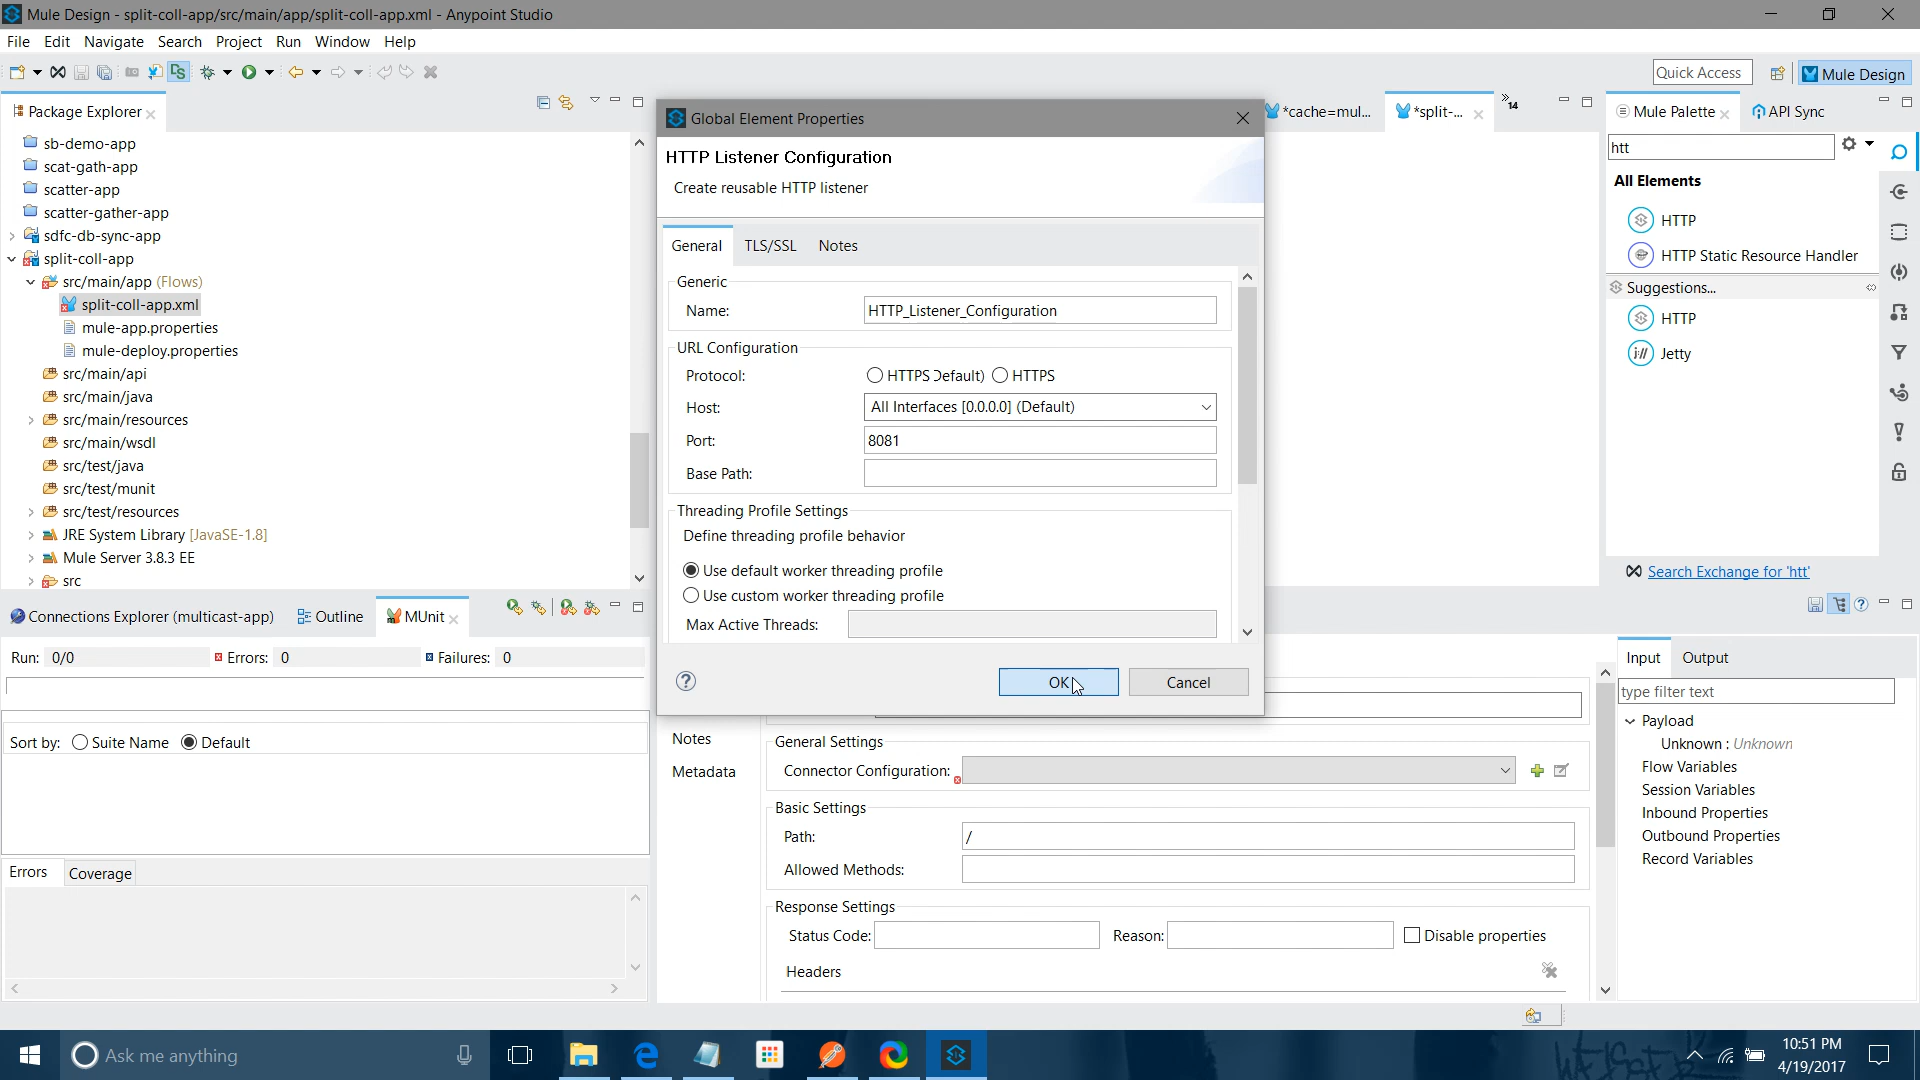 Mule Design - split-coll-app/src/main/app/split-coll-app.xml - Anypoint Studio
File Edit Navigate Search Project Run Window Help
Quick Access
Mule Design
Package Explorer
sb-demo-app
scat-gath-app
scatter-app
scatter-gather-app
sdfc-db-sync-app
split-coll-app
src/main/app (Flows)
split-coll-app.xml
mule-app.properties
mule-deploy.properties
src/main/api
src/main/java
src/main/resources
src/main/wsdl
src/test/java
src/test/munit
src/test/resources
JRE System Library [JavaSE-1.8]
Mule Server 3.8.3 EE
src
Connections Explorer (multicast-app) Outline MUnit
Run: 0/0 Errors: 0 Failures: 0
Sort by: Suite Name Default
Errors Coverage
*cache=mul... *split-... 14
Global Element Properties
HTTP Listener Configuration
Create reusable HTTP listener
General TLS/SSL Notes
Generic
Name: HTTP_Listener_Configuration
URL Configuration
Protocol: HTTPS Default) HTTPS
Host: All Interfaces [0.0.0.0] (Default)
Port: 8081
Base Path:
Threading Profile Settings
Define threading profile behavior
Use default worker threading profile
Use custom worker threading profile
Max Active Threads:
OK Cancel
Notes
Metadata
General Settings
Connector Configuration:
Basic Settings
Path: /
Allowed Methods:
Response Settings
Status Code: Reason: Disable properties
Headers
Mule Palette API Sync
htt
All Elements
HTTP
HTTP Static Resource Handler
Suggestions...
HTTP
Jetty
Search Exchange for 'htt'
Input Output
type filter text
Payload
Unknown : Unknown
Flow Variables
Session Variables
Inbound Properties
Outbound Properties
Record Variables
Ask me anything
10:51 PM
4/19/2017